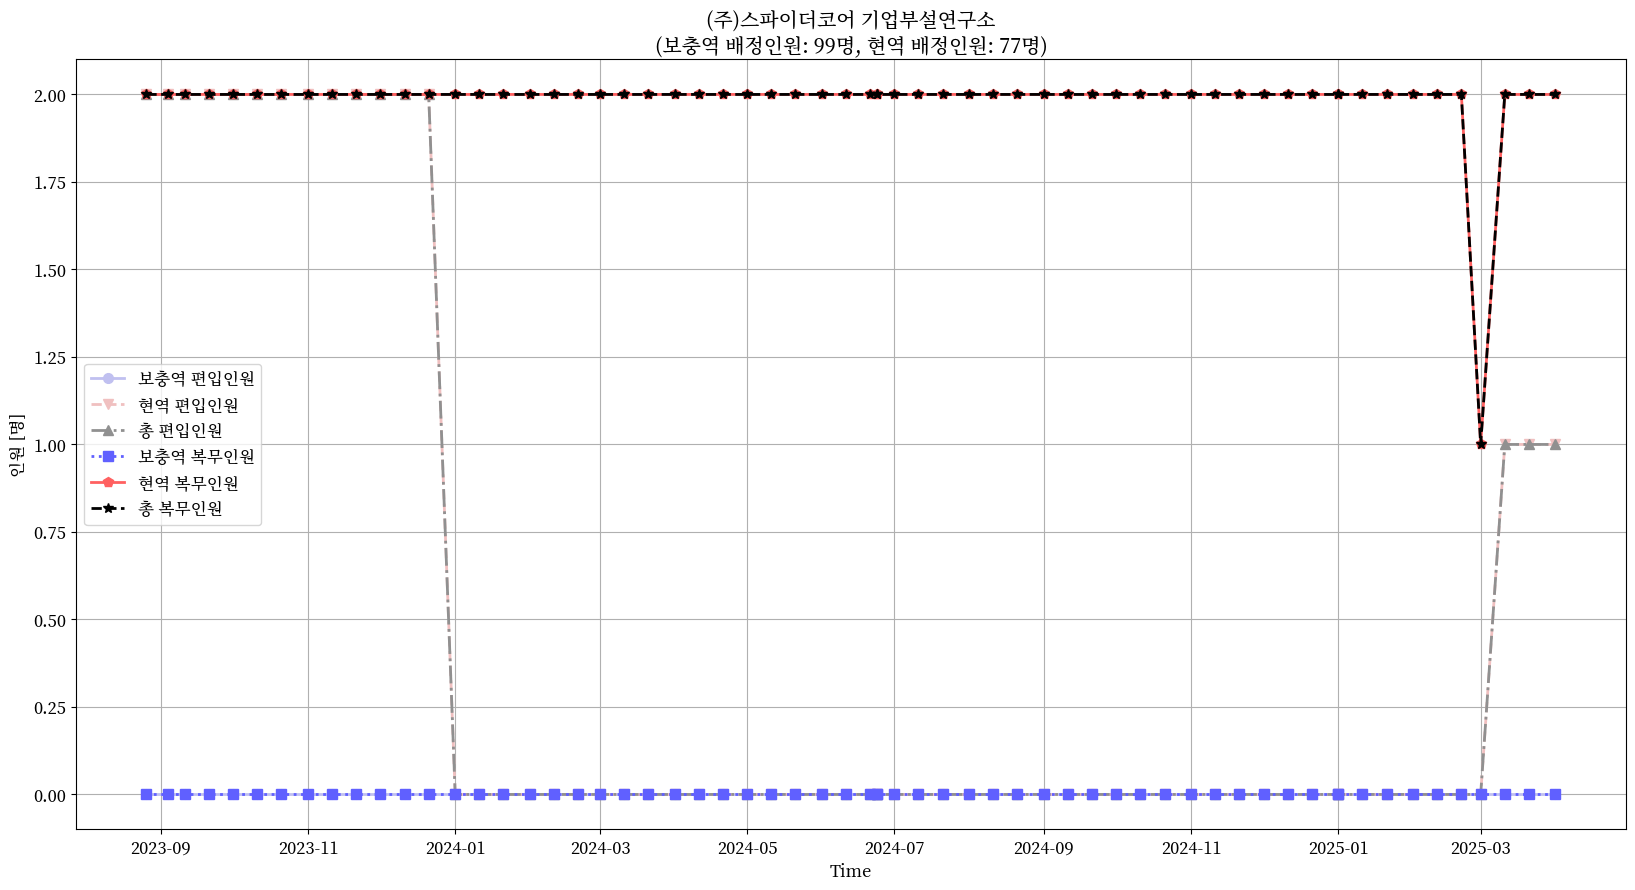 (주)스파이더코어 기업부설연구소
(보충역 배정인원: 99명, 현역 배정인원: 77명)
인원 [명]
2.00
1.75
1.50
1.25
1.00
0.75
0.50
0.25
0.00
보충역 편입인원
현역 편입인원
총 편입인원
보충역 복무인원
현역 복무인원
총 복무인원
2023-09
2023-11
2024-01
2024-03
2024-05
2024-07
2024-09
2024-11
2025-01
2025-03
Time